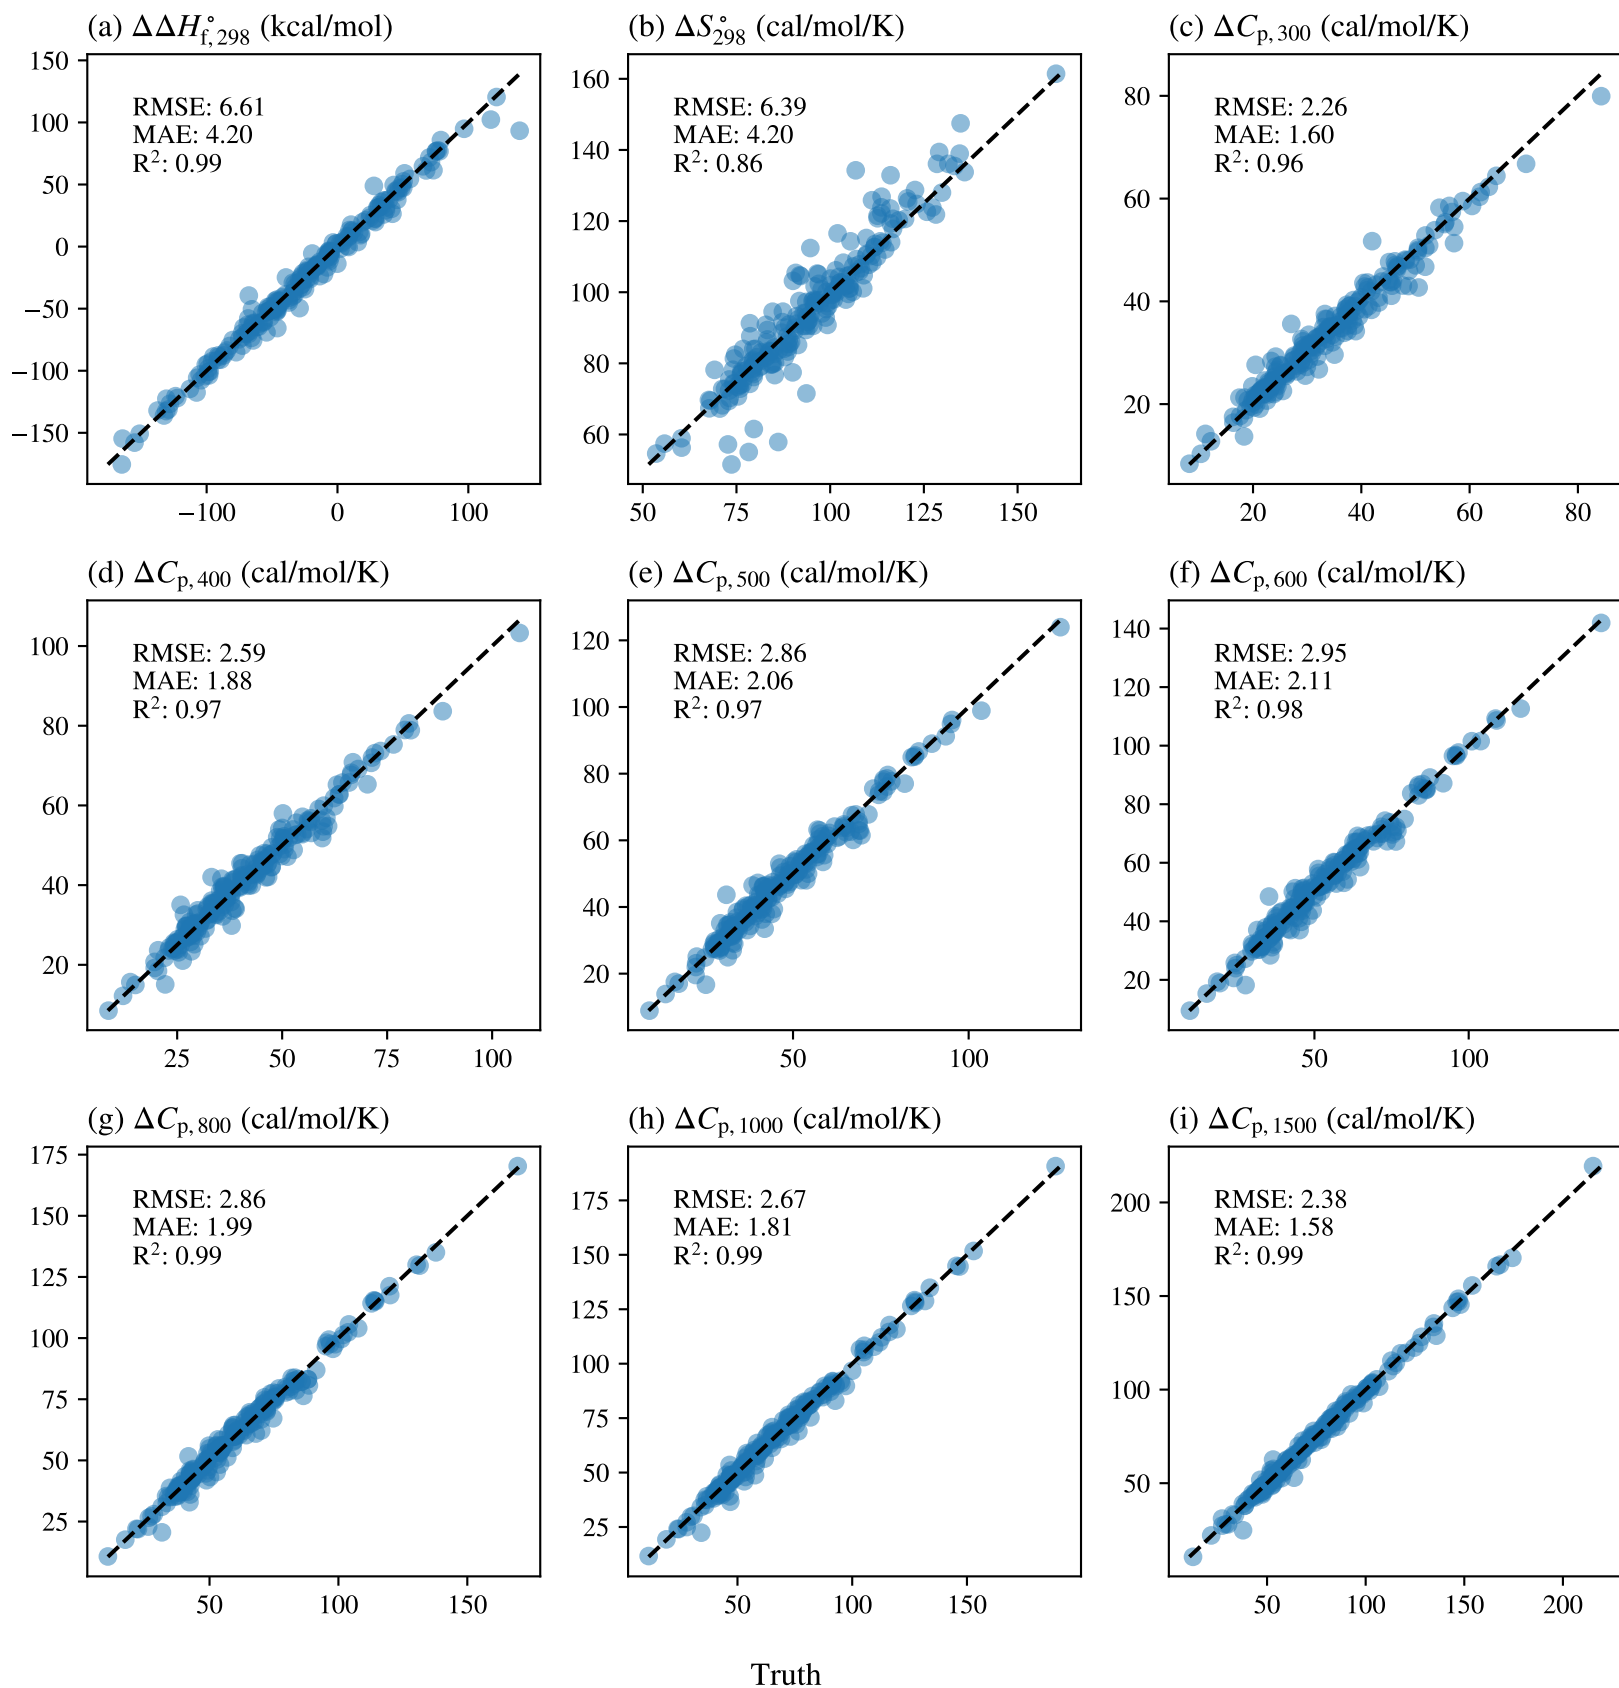 (a) ΔΔH°f,298 (kcal/mol)
150
100
50
0
−50
−100
−150
RMSE: 6.61
MAE: 4.20
R²: 0.99
−100 0 100
(b) ΔS°298 (cal/mol/K)
160
140
120
100
80
60
RMSE: 6.39
MAE: 4.20
R²: 0.86
50 75 100 125 150
(c) ΔCp,300 (cal/mol/K)
80
60
40
20
RMSE: 2.26
MAE: 1.60
R²: 0.96
20 40 60 80
(d) ΔCp,400 (cal/mol/K)
100
80
60
40
20
RMSE: 2.59
MAE: 1.88
R²: 0.97
25 50 75 100
(e) ΔCp,500 (cal/mol/K)
120
100
80
60
40
20
RMSE: 2.86
MAE: 2.06
R²: 0.97
50 100
(f) ΔCp,600 (cal/mol/K)
140
120
100
80
60
40
20
RMSE: 2.95
MAE: 2.11
R²: 0.98
50 100
(g) ΔCp,800 (cal/mol/K)
175
150
125
100
75
50
25
RMSE: 2.86
MAE: 1.99
R²: 0.99
50 100 150
(h) ΔCp,1000 (cal/mol/K)
175
150
125
100
75
50
25
RMSE: 2.67
MAE: 1.81
R²: 0.99
50 100 150
(i) ΔCp,1500 (cal/mol/K)
200
150
100
50
RMSE: 2.38
MAE: 1.58
R²: 0.99
50 100 150 200
Truth